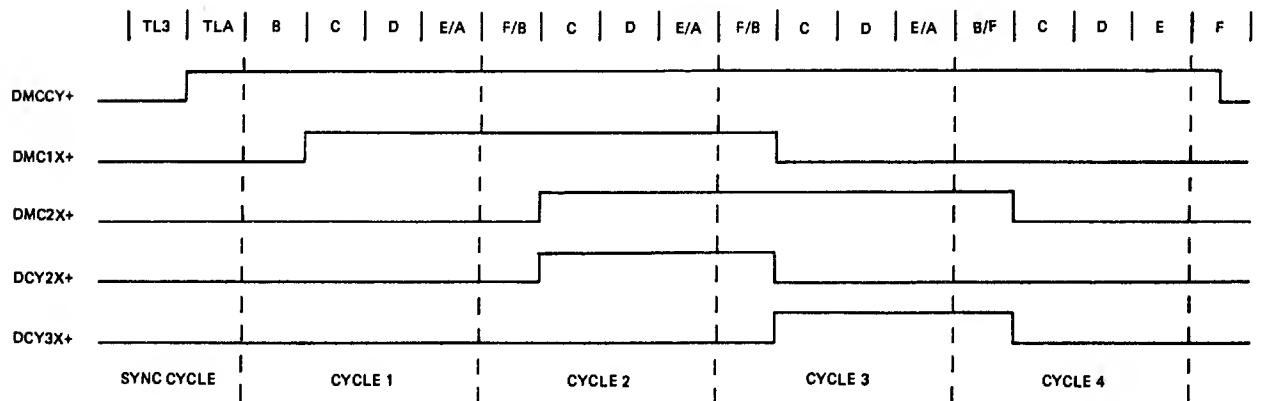 TL3 TLA B C D E/A F/B C D E/A F/B C D E/A B/F C D E F
DMCCY+
DMC1X+
DMC2X+
DCY2X+
DCY3X+
SYNC CYCLE CYCLE 1 CYCLE 2 CYCLE 3 CYCLE 4